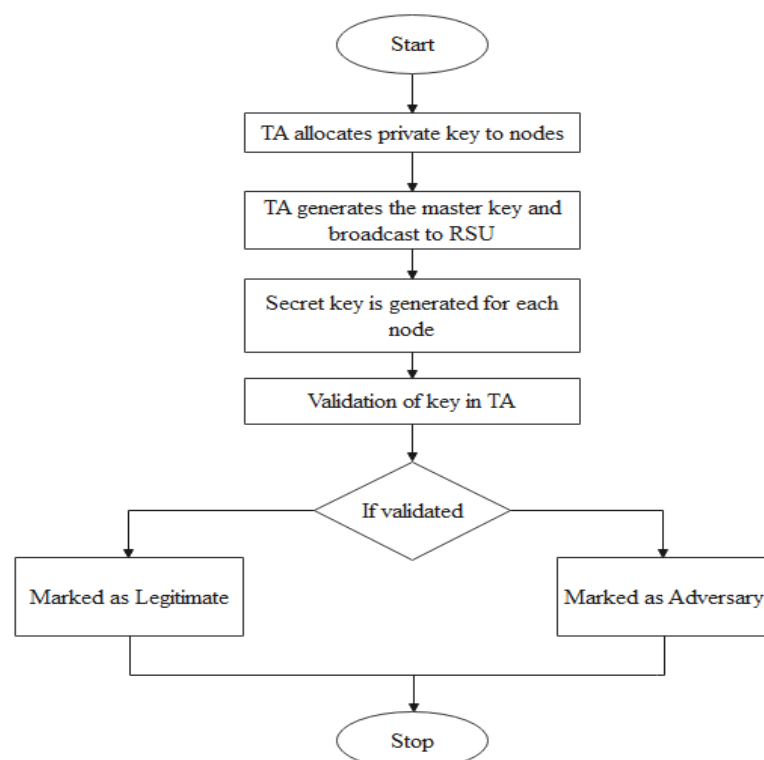 Start
TA allocates private key to nodes
TA generates the master key and
broadcast to RSU
Secret key is generated for each
node
Validation of key in TA
If validated
Marked as Legitimate
Marked as Adversary
Stop